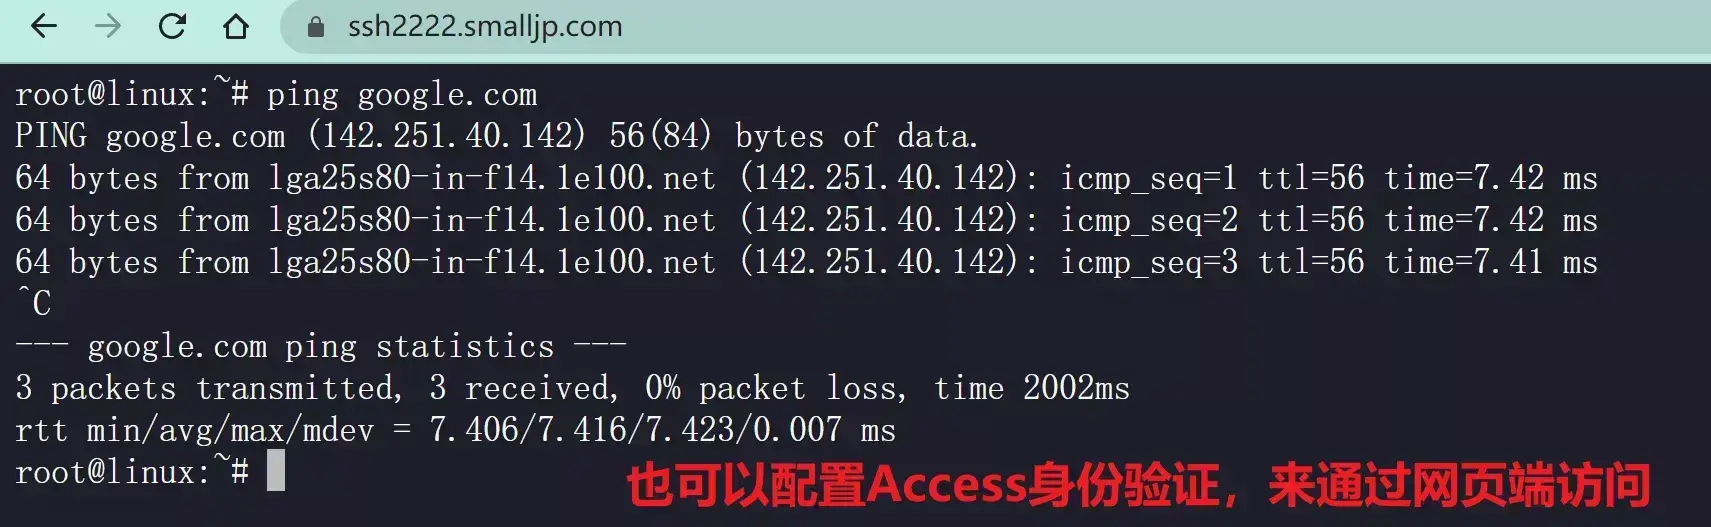 ssh2222.smalljp.com
root@linux:~# ping google.com
PING google.com (142.251.40.142) 56(84) bytes of data.
64 bytes from lga25s80-in-f14.1e100.net (142.251.40.142): icmp_seq=1 ttl=56 time=7.42 ms
64 bytes from lga25s80-in-f14.1e100.net (142.251.40.142): icmp_seq=2 ttl=56 time=7.42 ms
64 bytes from lga25s80-in-f14.1e100.net (142.251.40.142): icmp_seq=3 ttl=56 time=7.41 ms
^C
--- google.com ping statistics ---
3 packets transmitted, 3 received, 0% packet loss, time 2002ms
rtt min/avg/max/mdev = 7.406/7.416/7.423/0.007 ms
root@linux:~#
也可以配置Access身份验证，来通过网页端访问